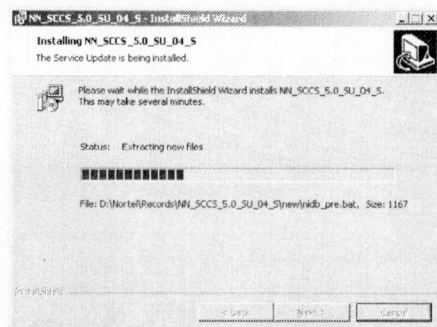 NN_SCCS_5.0_SU_04_S - InstallShield Wizard
Installing NN_SCCS_5.0_SU_04_S
The Service Update is being installed.
Please wait while the InstallShield Wizard installs NN_SCCS_5.0_SU_04_S.
This may take several minutes.
Status: Extracting new files
File: D:\Nortel\Records\NN_SCCS_5.0_SU_04_S\new\nidb_pre.bat, Size: 1167
InstallShield
< Back Next > Cancel